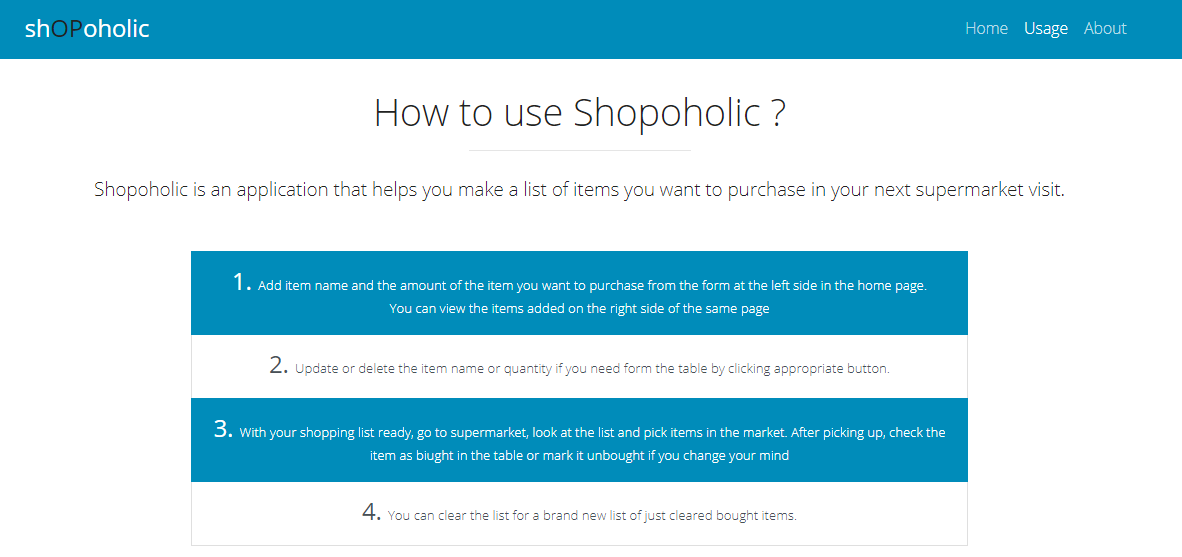 shOPoholic
Home Usage About
How to use Shopoholic ?
Shopoholic is an application that helps you make a list of items you want to purchase in your next supermarket visit.
1. Add item name and the amount of the item you want to purchase from the form at the left side in the home page.
You can view the items added on the right side of the same page
2. Update or delete the item name or quantity if you need form the table by clicking appropriate button.
3. With your shopping list ready, go to supermarket, look at the list and pick items in the market. After picking up, check the
item as biught in the table or mark it unbought if you change your mind
4. You can clear the list for a brand new list of just cleared bought items.